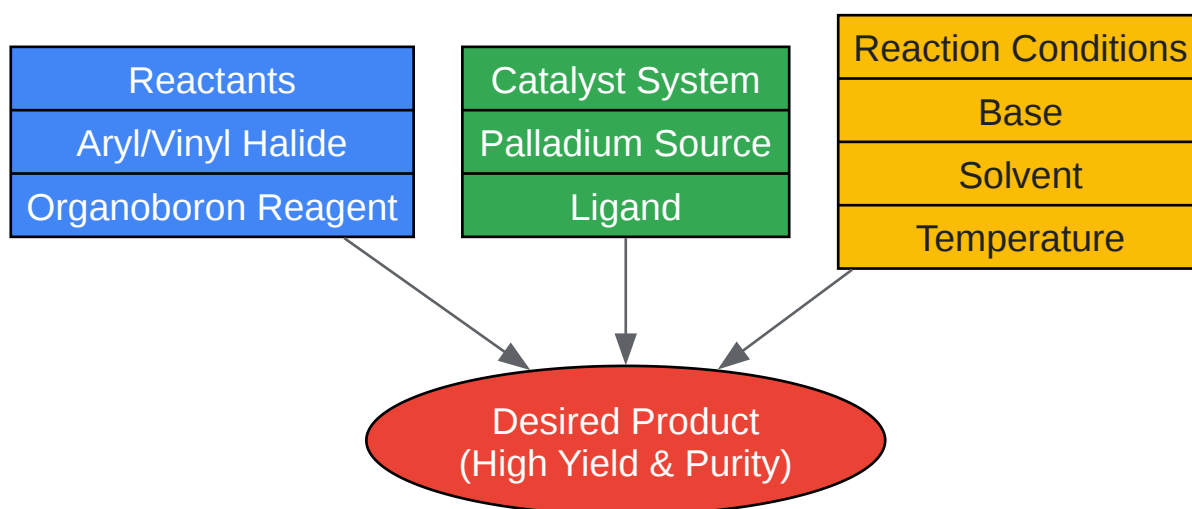 Reactants
Aryl/Vinyl Halide
Organoboron Reagent
Catalyst System
Palladium Source
Ligand
Reaction Conditions
Base
Solvent
Temperature
Desired Product
(High Yield & Purity)